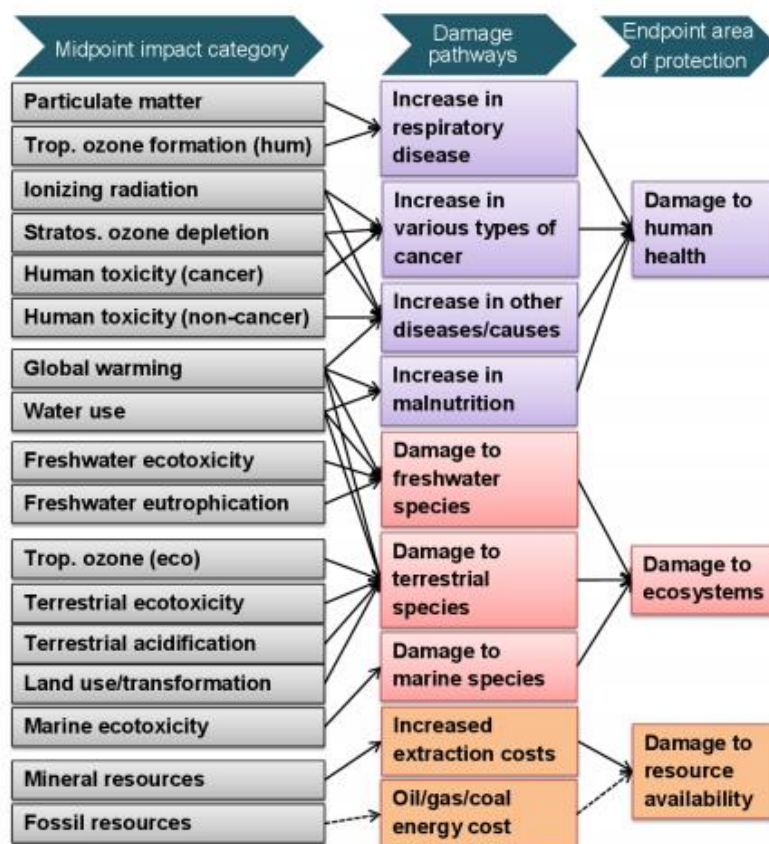 Midpoint impact category
Damage
pathways
Endpoint area
of protection
Particulate matter
Trop. ozone formation (hum)
Ionizing radiation
Stratos. ozone depletion
Human toxicity (cancer)
Human toxicity (non-cancer)
Global warming
Water use
Freshwater ecotoxicity
Freshwater eutrophication
Trop. ozone (eco)
Terrestrial ecotoxicity
Terrestrial acidification
Land use/transformation
Marine ecotoxicity
Mineral resources
Fossil resources
Increase in
respiratory
disease
Increase in
various types of
cancer
Increase in other
diseases/causes
Increase in
malnutrition
Damage to
freshwater
species
Damage to
terrestrial
species
Damage to
marine species
Increased
extraction costs
Oil/gas/coal
energy cost
Damage to
human
health
Damage to
ecosystems
Damage to
resource
availability